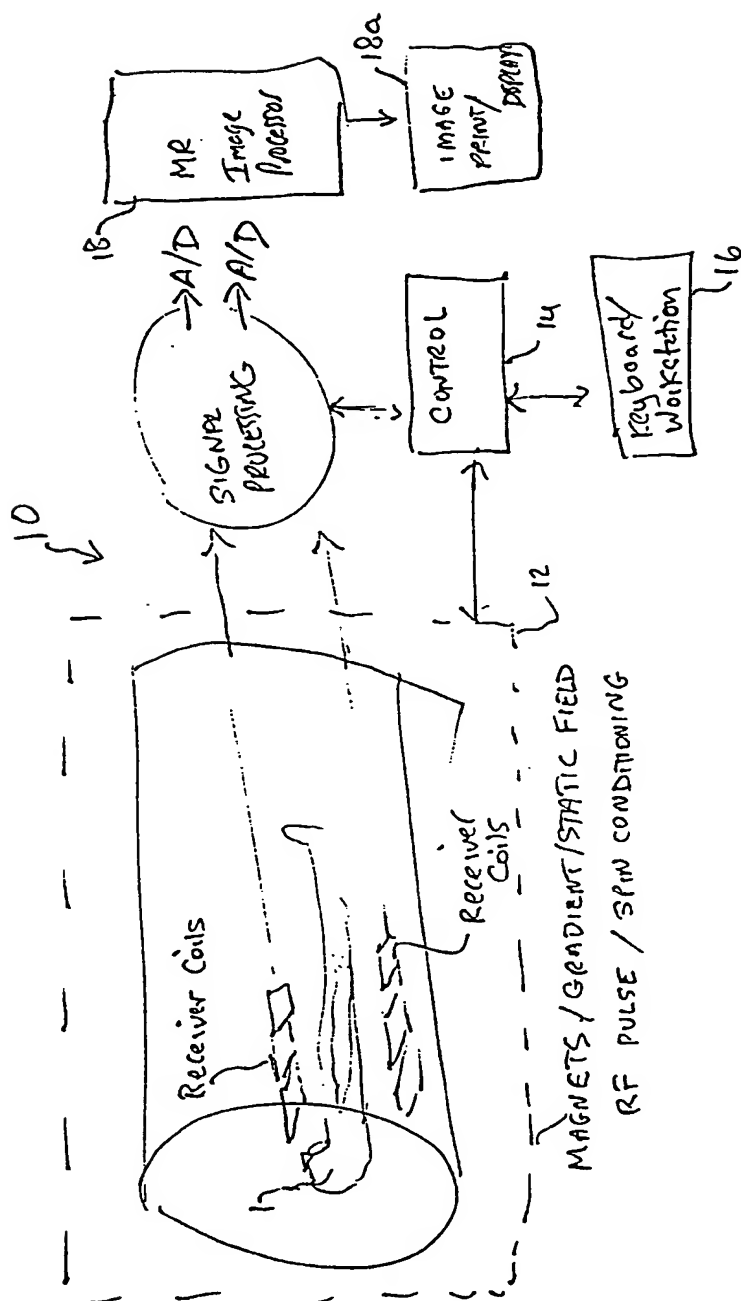 10
Receiver Coils
Receiver
Coils
SIGNAL
PROCESSING
A/D
A/D
18
MR
Image
Processor
18a
IMAGE
PRINT/
DISPLAY
CONTROL
14
Keyboard/
Workstation
16
12
MAGNETS/GRADIENT/STATIC FIELD
RF PULSE / SPIN CONDITIONING